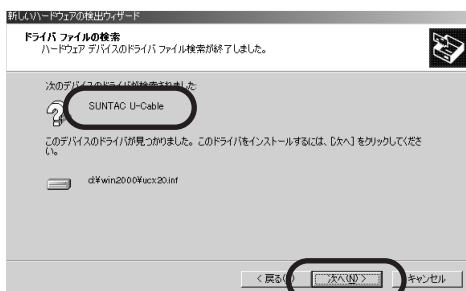 新しいハードウェアの検出ウィザード
ドライバ ファイルの検索
ハードウェア デバイスのドライバ ファイル検索が終了しました。
次のデバイスのドライバが検索されました:
SUNTAC U-Cable
このデバイスのドライバが見つかりました。このドライバをインストールするには、[次へ] をクリックしてくださ
い。
d:¥win2000¥ucx20.inf
< 戻る(
次へ(N) >
キャンセル